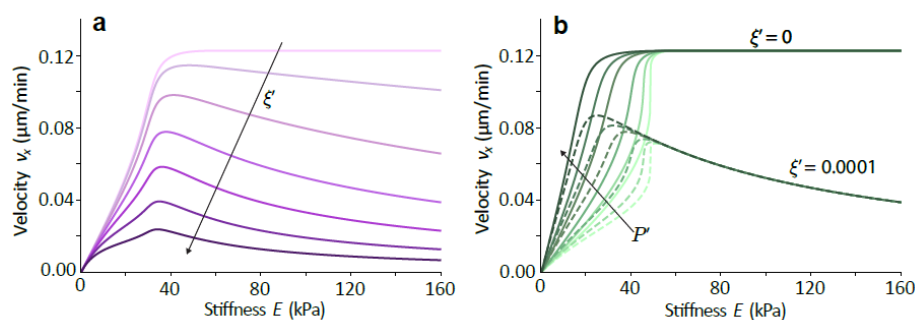 a
Velocity vₓ (μm/min)
0.12
0.08
0.04
0.00
0
40
80
120
160
Stiffness E (kPa)
ξ′
b
Velocity vₓ (μm/min)
0.12
0.08
0.04
0.00
0
40
80
120
160
Stiffness E (kPa)
ξ′ = 0
ξ′ = 0.0001
P′